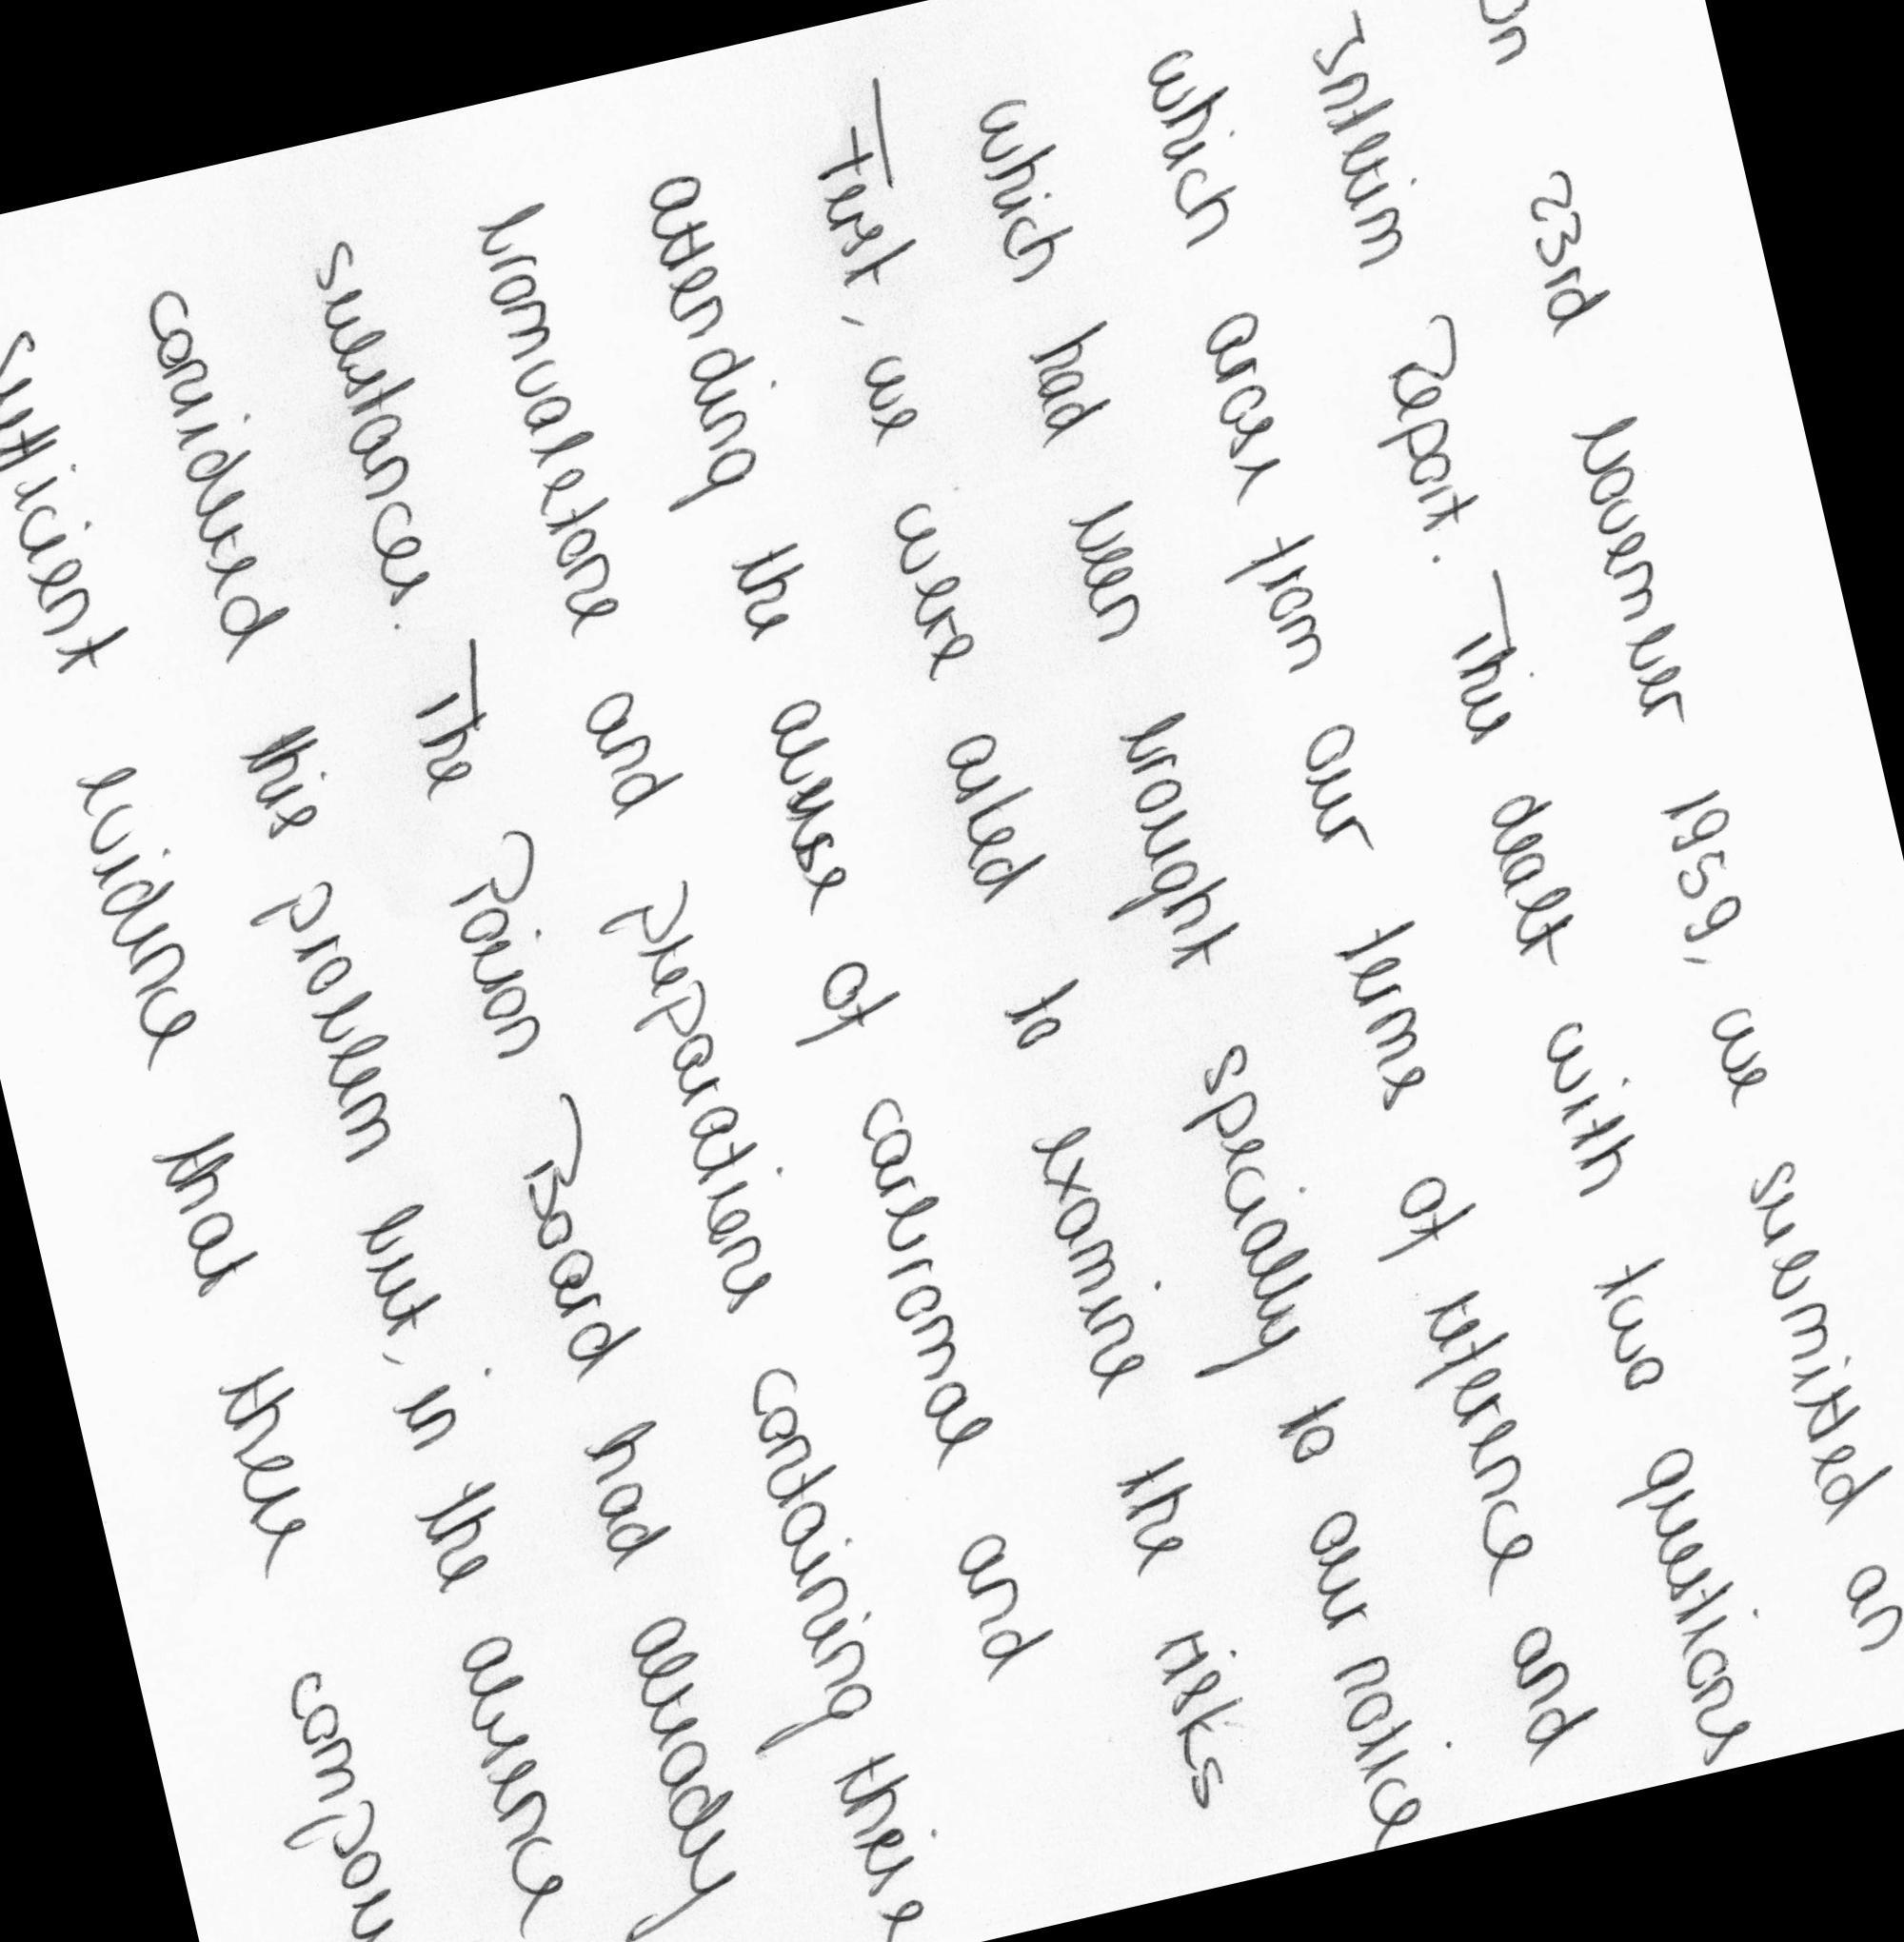 On 23rd November 1959, we submitted an
Interim Report. This dealt with two questions
which arose from our terms of reference and
which had been brought specially to our notice
First, we were asked to examine the risks
attending the abuse of carbromal and
bromvaletone and preparations containing these
substances. The Poison Board had already
considered this problem but, in the absence
sufficient evidence that these compou